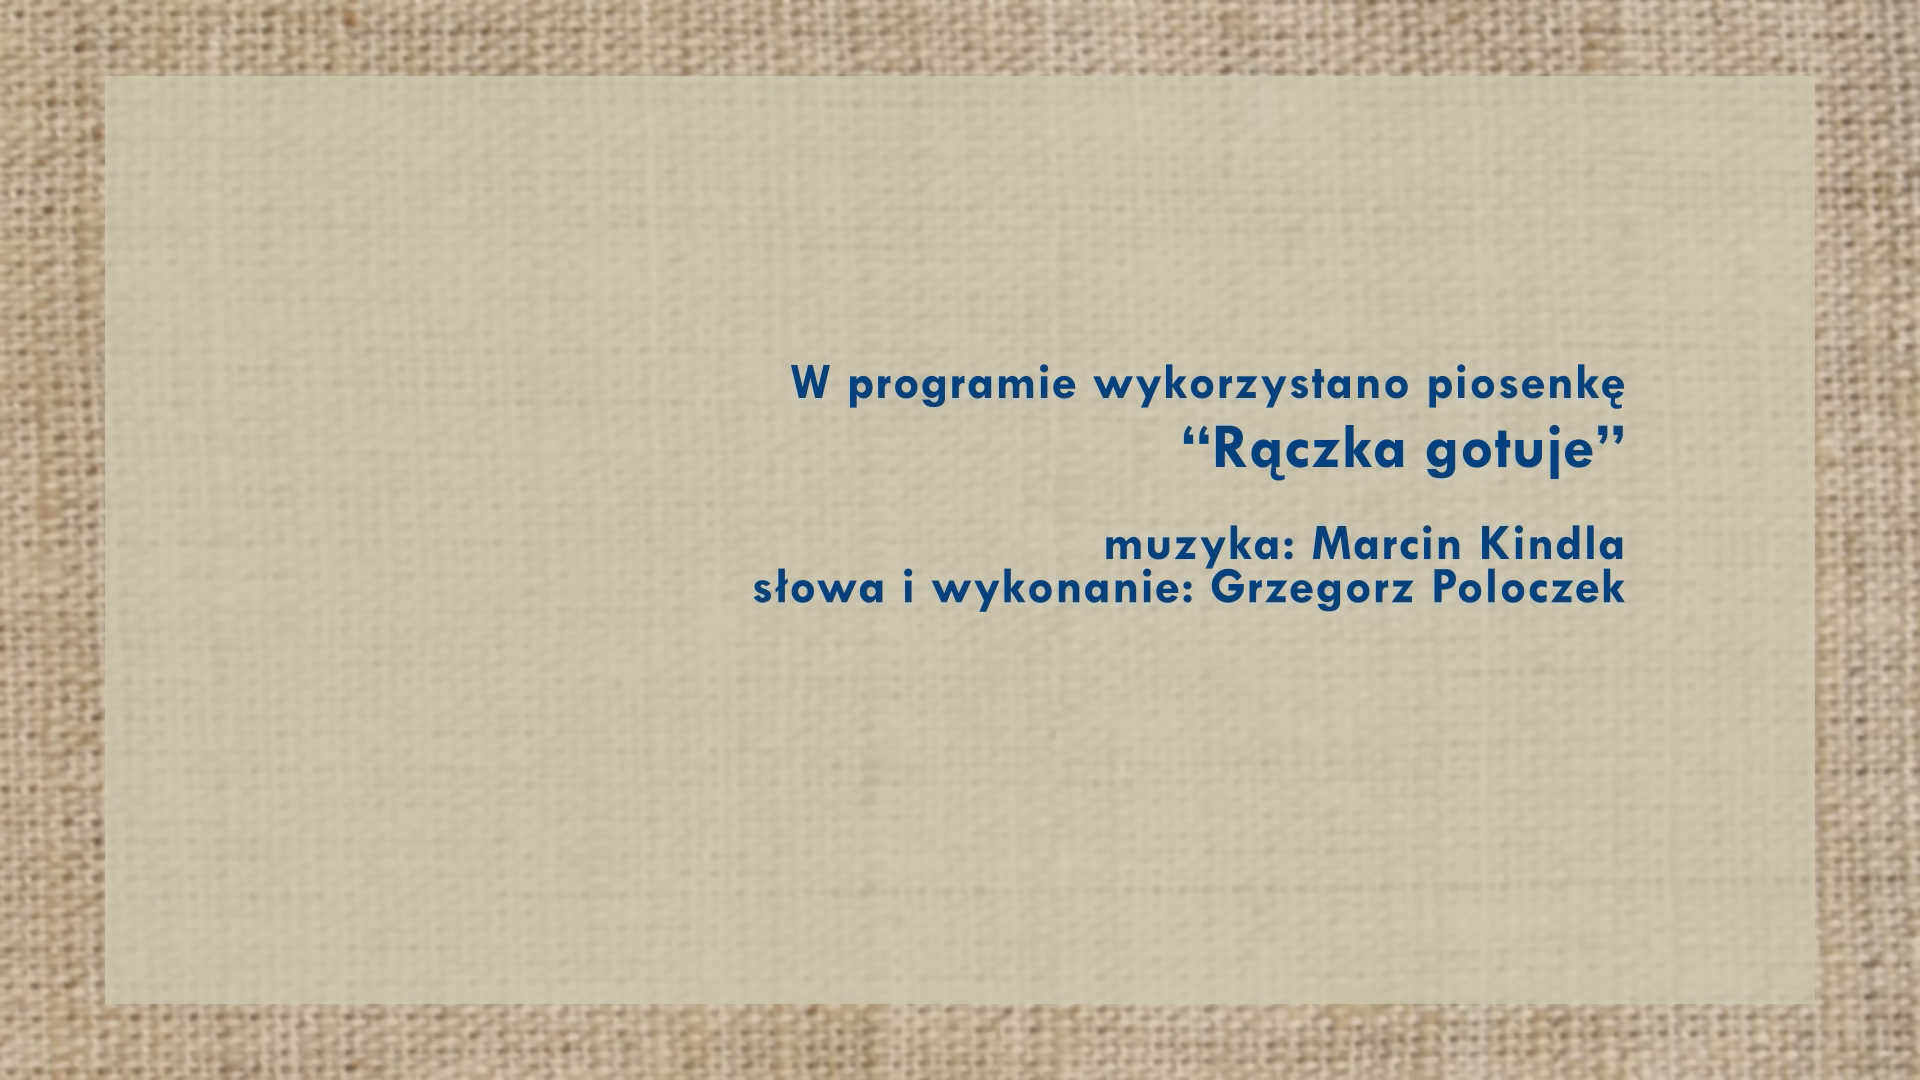 W programie wykorzystano piosenkę
“Rączka gotuje”
muzyka: Marcin Kindla
słowa i wykonanie: Grzegorz Poloczek